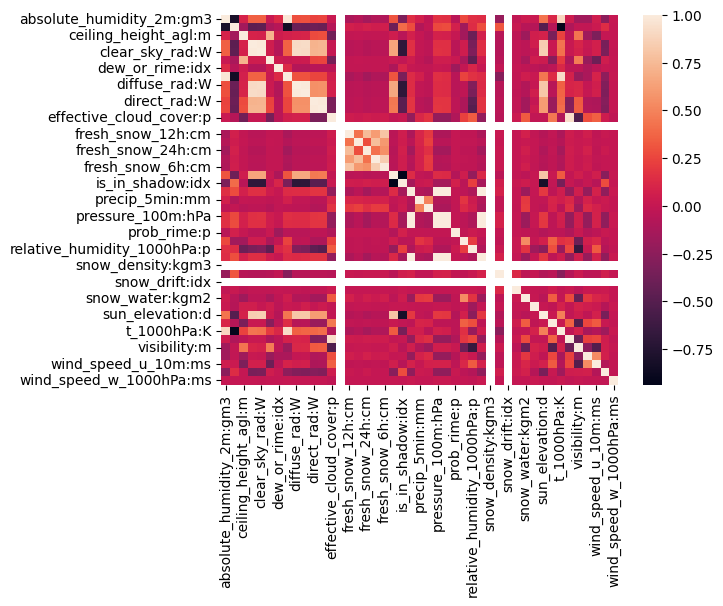 absolute_humidity_2m:gm3
ceiling_height_agl:m
clear_sky_rad:W
dew_or_rime:idx
diffuse_rad:W
direct_rad:W
effective_cloud_cover:p
fresh_snow_12h:cm
fresh_snow_24h:cm
fresh_snow_6h:cm
is_in_shadow:idx
precip_5min:mm
pressure_100m:hPa
prob_rime:p
relative_humidity_1000hPa:p
snow_density:kgm3
snow_drift:idx
snow_water:kgm2
sun_elevation:d
t_1000hPa:K
visibility:m
wind_speed_u_10m:ms
wind_speed_w_1000hPa:ms
absolute_humidity_2m:gm3
ceiling_height_agl:m
clear_sky_rad:W
dew_or_rime:idx
diffuse_rad:W
direct_rad:W
effective_cloud_cover:p
fresh_snow_12h:cm
fresh_snow_24h:cm
fresh_snow_6h:cm
is_in_shadow:idx
precip_5min:mm
pressure_100m:hPa
prob_rime:p
relative_humidity_1000hPa:p
snow_density:kgm3
snow_drift:idx
snow_water:kgm2
sun_elevation:d
t_1000hPa:K
visibility:m
wind_speed_u_10m:ms
wind_speed_w_1000hPa:ms
1.00
0.75
0.50
0.25
0.00
−0.25
−0.50
−0.75